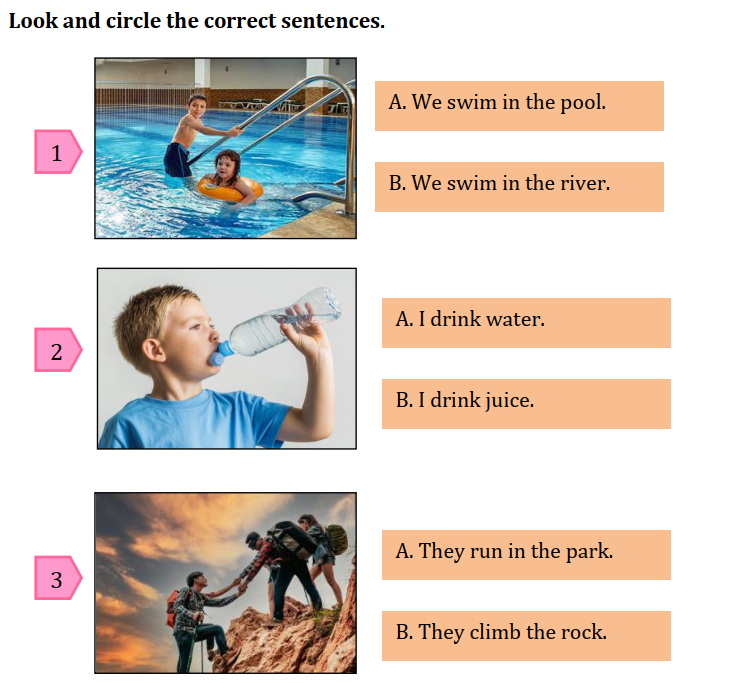 Look and circle the correct sentences.
1
A. We swim in the pool.
B. We swim in the river.
2
A. I drink water.
B. I drink juice.
3
A. They run in the park.
B. They climb the rock.